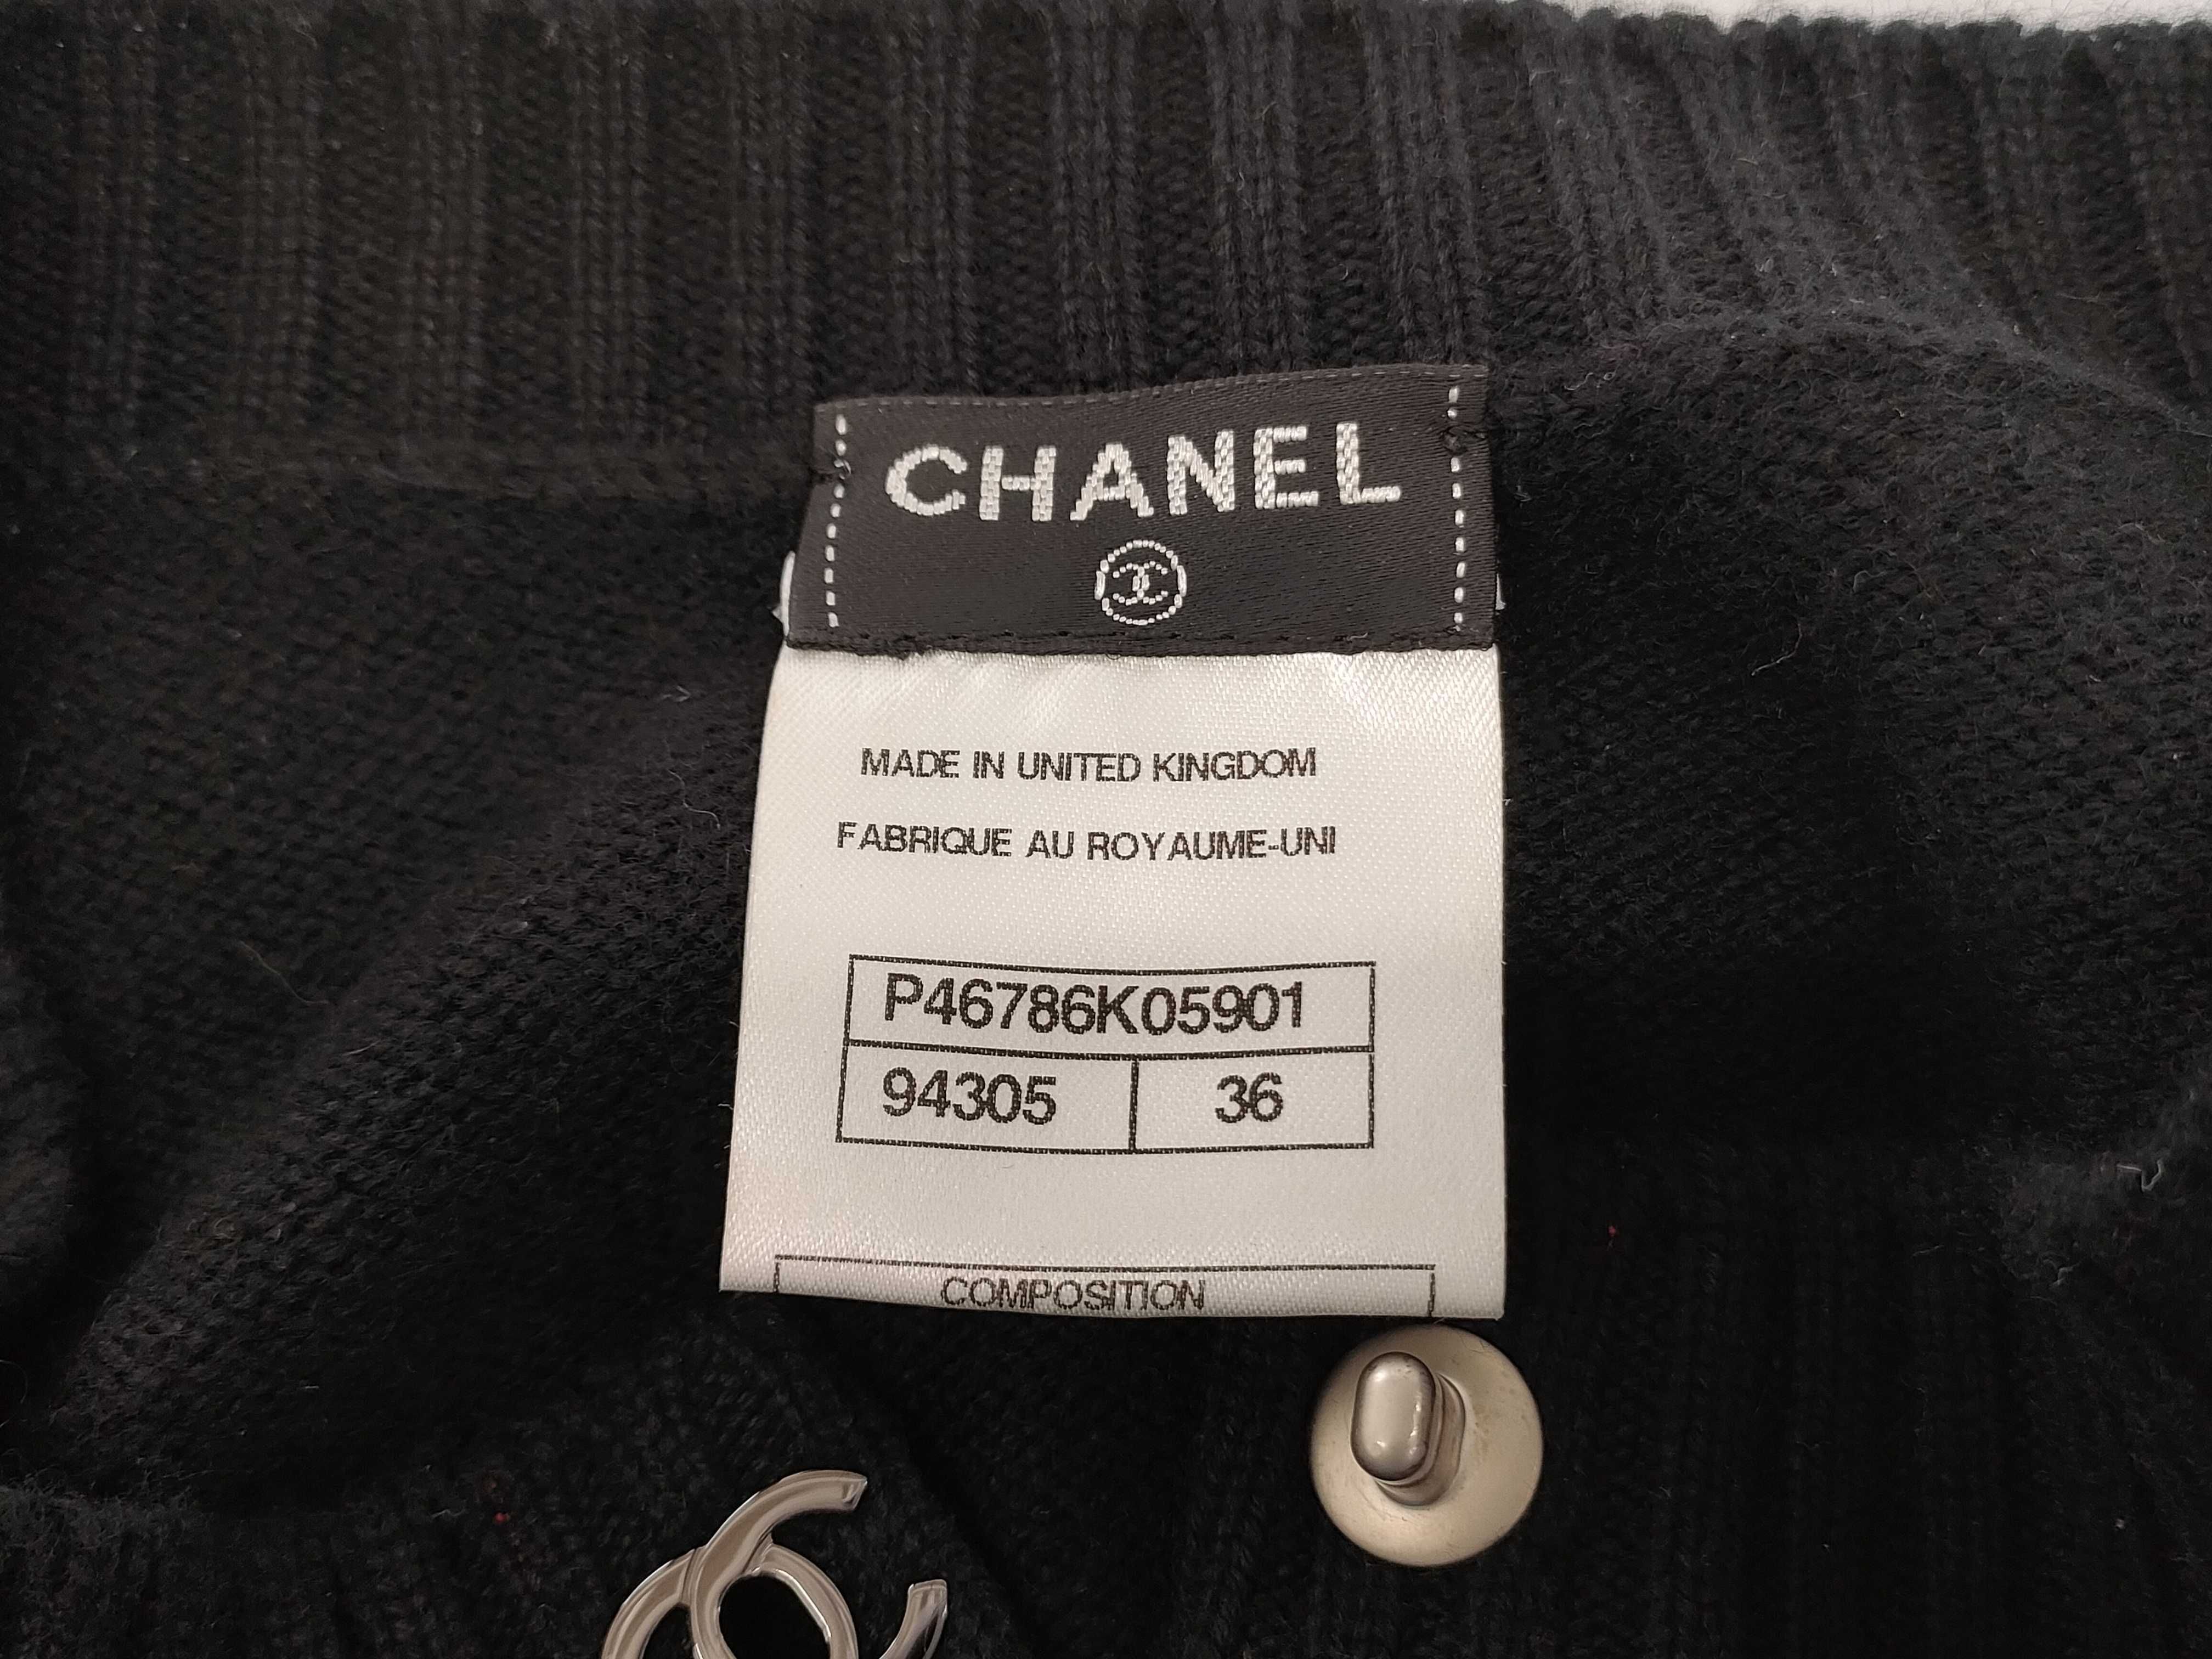 CHANEL
MADE IN UNITED KINGDOM
FABRIQUE AU ROYAUME-UNI
P46786K05901
94305 36
COMPOSITION